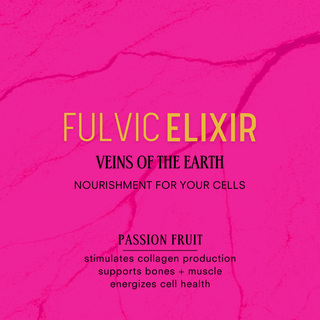 FULVIC ELIXIR
VEINS OF THE EARTH
NOURISHMENT FOR YOUR CELLS
PASSION FRUIT
stimulates collagen production
supports bones + muscle
energizes cell health